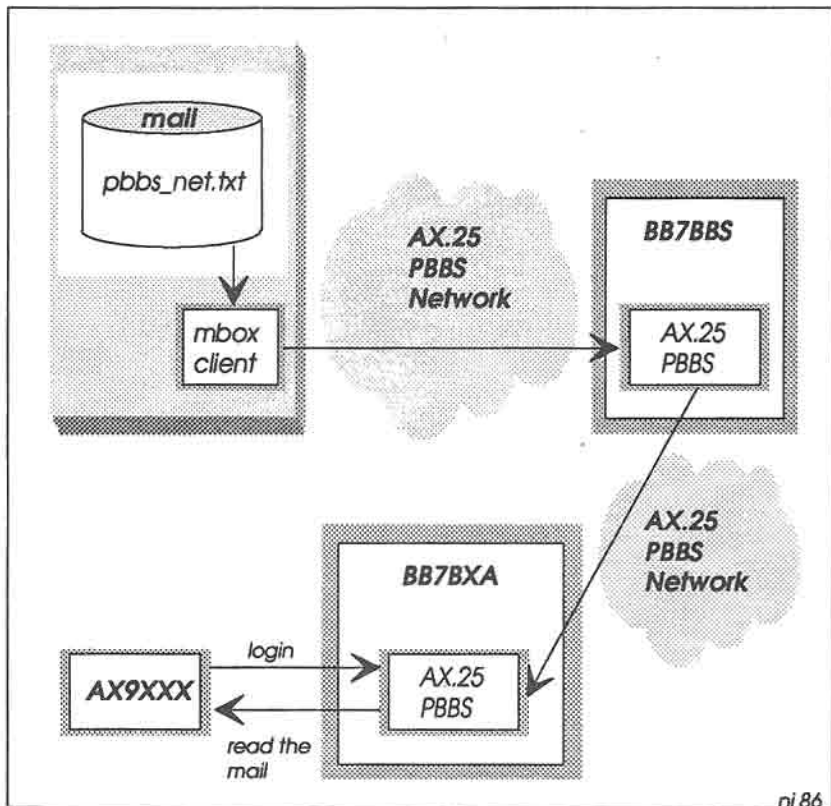 mail
pbbs_net.txt
mbox
client
AX.25
PBBS
Network
BB7BBS
AX.25
PBBS
AX.25
PBBS
Network
BB7BXA
AX.25
PBBS
AX9XXX
login
read the
mail
ni 86